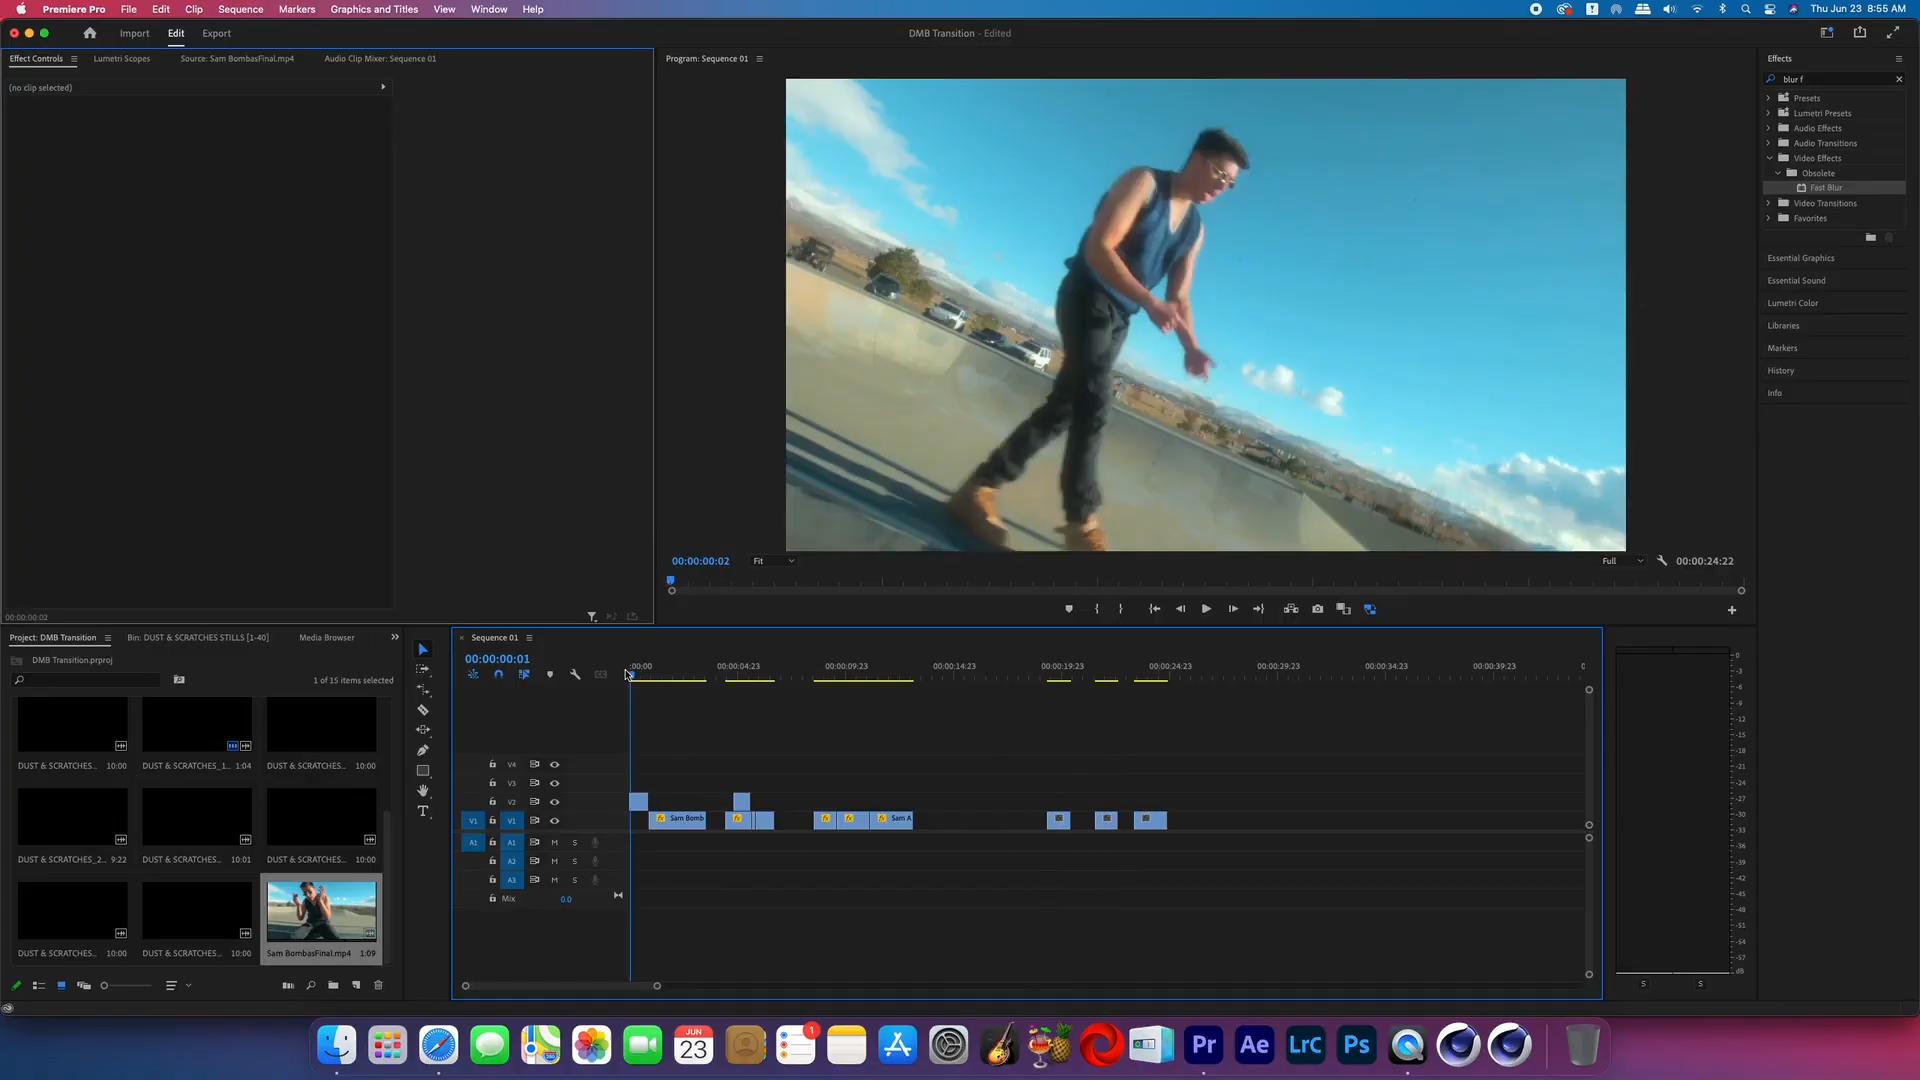 Premiere Pro File Edit Clip Sequence Markers Graphics and Titles View Window Help Thu Jun 23 8:55 AM
Import Edit Export DMB Transition - Edited
Effect Controls Lumetri Scopes Source: Sam BombasFinal.mp4 Audio Clip Mixer: Sequence 01
(no clip selected)
00:00:00:02
Program: Sequence 01
00:00:00:02 Fit Full 00:00:24:22
Effects
blur f
Presets
Lumetri Presets
Audio Effects
Audio Transitions
Video Effects
Obsolete
Fast Blur
Video Transitions
Favorites
Essential Graphics
Essential Sound
Lumetri Color
Libraries
Markers
History
Info
Project: DMB Transition Bin: DUST & SCRATCHES STILLS [1-40] Media Browser
DMB Transition.prproj
1 of 15 items selected
DUST & SCRATCHES... 10:00 DUST & SCRATCHES_1... 1:04 DUST & SCRATCHES... 10:00
DUST & SCRATCHES_2... 9:22 DUST & SCRATCHES... 10:01 DUST & SCRATCHES... 10:00
DUST & SCRATCHES... 10:00 DUST & SCRATCHES... 10:00 Sam BombasFinal.mp4 1:09
Sequence 01
00:00:00:01
:00:00 00:00:04:23 00:00:09:23 00:00:14:23 00:00:19:23 00:00:24:23 00:00:29:23 00:00:34:23 00:00:39:23
V4
V3
V2
V1 V1 fx Sam Bomb fx fx fx fx Sam A
A1 A1 M S
A2 M S
A3 M S
Mix 0.0
0
-3
-6
-9
-12
-15
-18
-21
-24
-27
-30
-33
-36
-39
-42
-45
-48
-51
-54
-57
dB
S S
JUN
23
1
Pr Ae LrC Ps